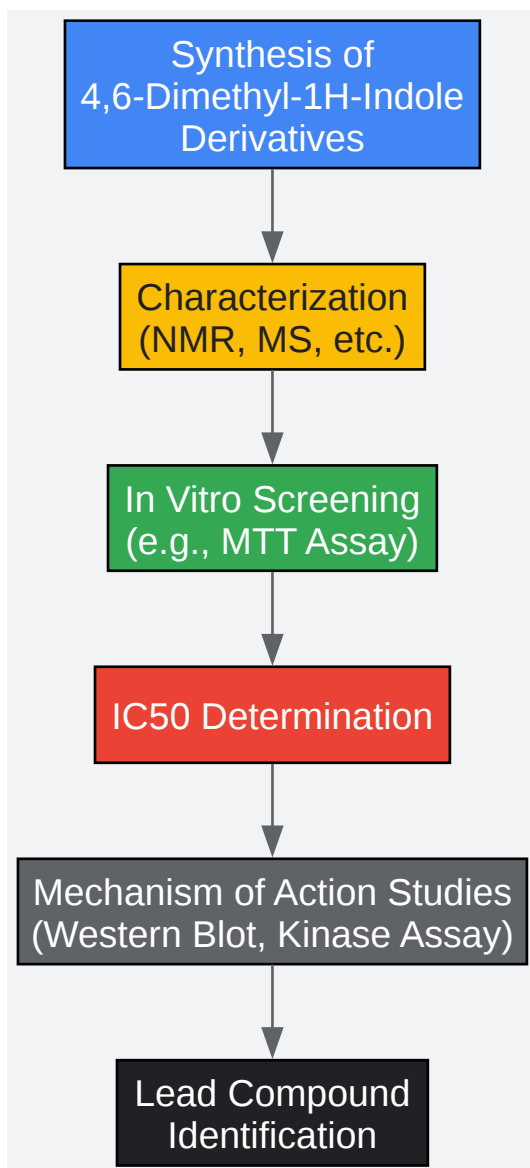 Synthesis of
4,6-Dimethyl-1H-Indole
Derivatives
Characterization
(NMR, MS, etc.)
In Vitro Screening
(e.g., MTT Assay)
IC50 Determination
Mechanism of Action Studies
(Western Blot, Kinase Assay)
Lead Compound
Identification